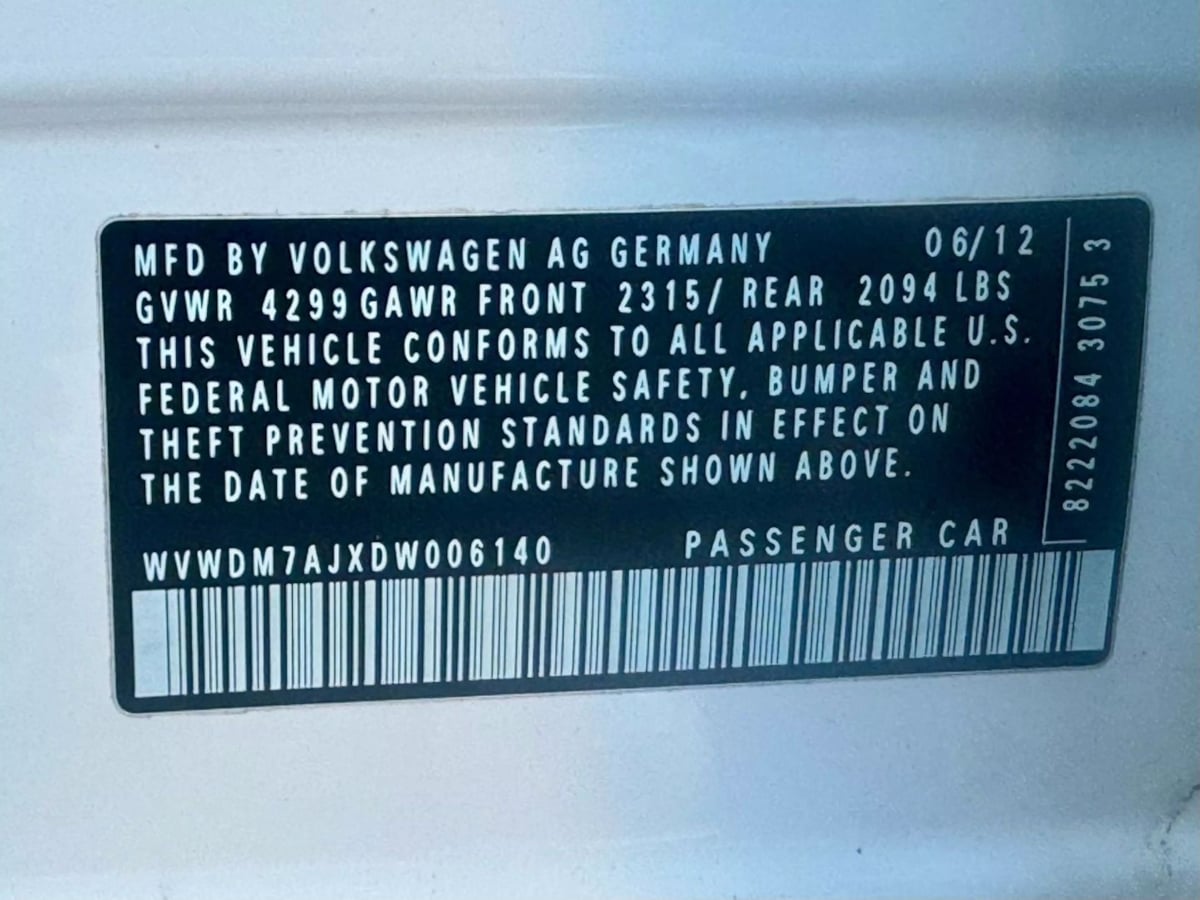 MFD BY VOLKSWAGEN AG GERMANY 06/12
GVWR 4299 GAWR FRONT 2315/ REAR 2094 LBS
THIS VEHICLE CONFORMS TO ALL APPLICABLE U.S.
FEDERAL MOTOR VEHICLE SAFETY, BUMPER AND
THEFT PREVENTION STANDARDS IN EFFECT ON
THE DATE OF MANUFACTURE SHOWN ABOVE.
WVWDM7AJXDW006140 PASSENGER CAR
8222084 3075 3